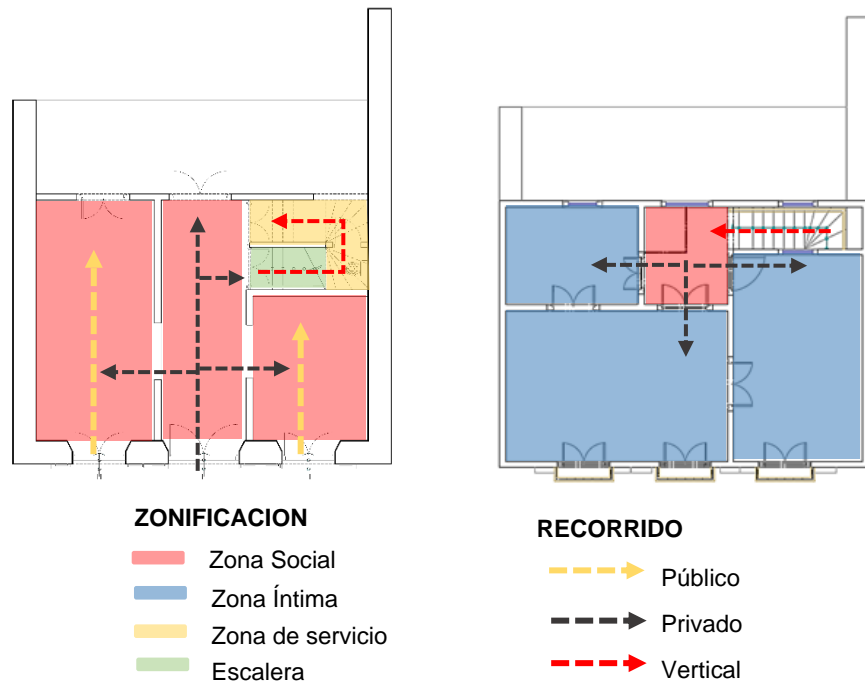 ZONIFICACION
Zona Social
Zona Íntima
Zona de servicio
Escalera
RECORRIDO
Público
Privado
Vertical